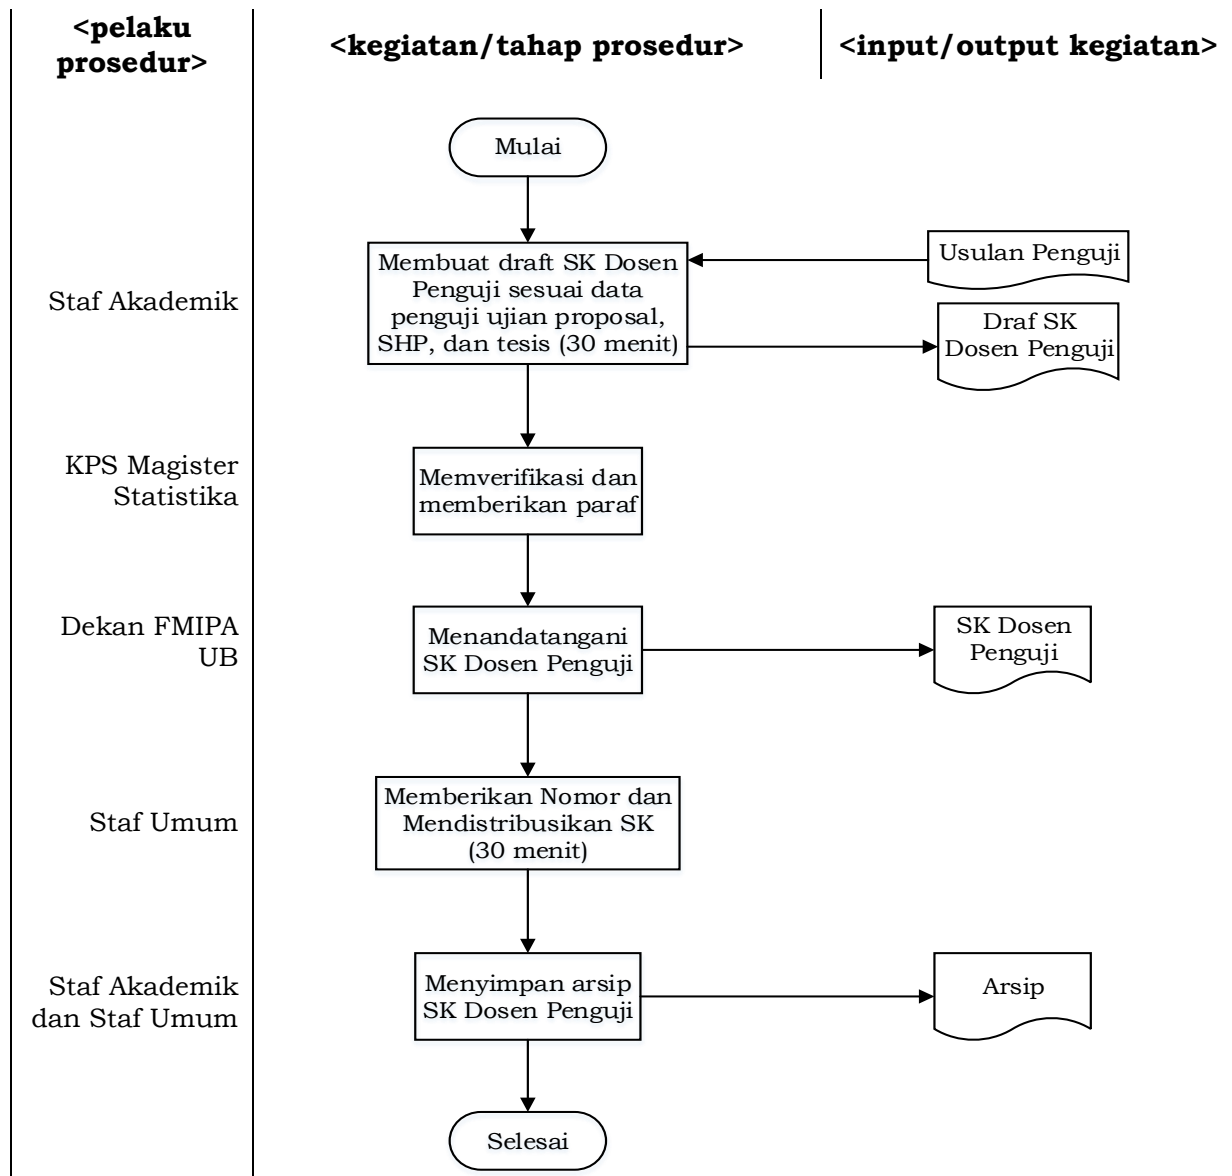 <pelaku
prosedur>
<kegiatan/tahap prosedur>
<input/output kegiatan>
Mulai
Staf Akademik
Membuat draft SK Dosen
Penguji sesuai data
penguji ujian proposal,
SHP, dan tesis (30 menit)
Usulan Penguji
Draf SK
Dosen Penguji
KPS Magister
Statistika
Memverifikasi dan
memberikan paraf
Dekan FMIPA
UB
Menandatangani
SK Dosen Penguji
SK Dosen
Penguji
Staf Umum
Memberikan Nomor dan
Mendistribusikan SK
(30 menit)
Staf Akademik
dan Staf Umum
Menyimpan arsip
SK Dosen Penguji
Arsip
Selesai